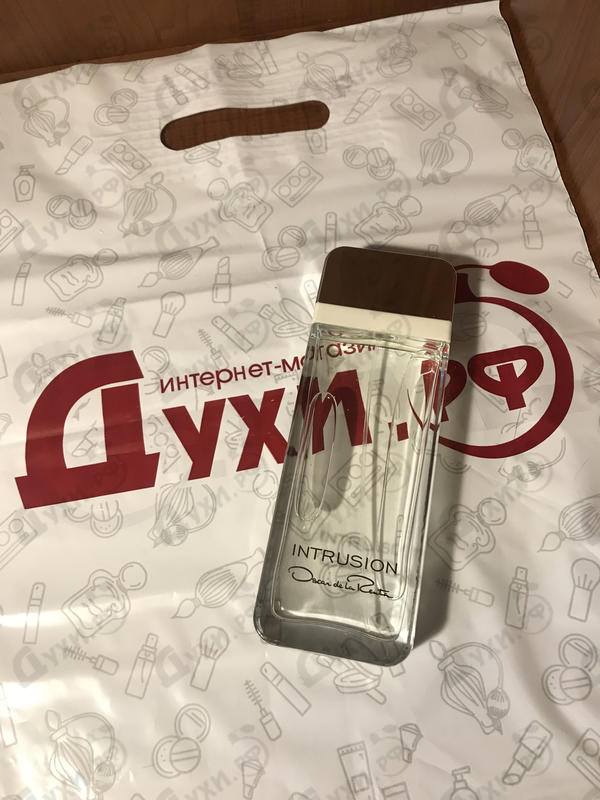 интернет-магазин
Духи.РФ
INTRUSION
Oscar de la Renta